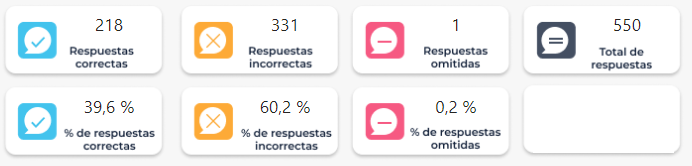 218
Respuestas
correctas
331
Respuestas
incorrectas
1
Respuestas
omitidas
550
Total de
respuestas
39,6 %
% de respuestas
correctas
60,2 %
% de respuestas
incorrectas
0,2 %
% de respuestas
omitidas